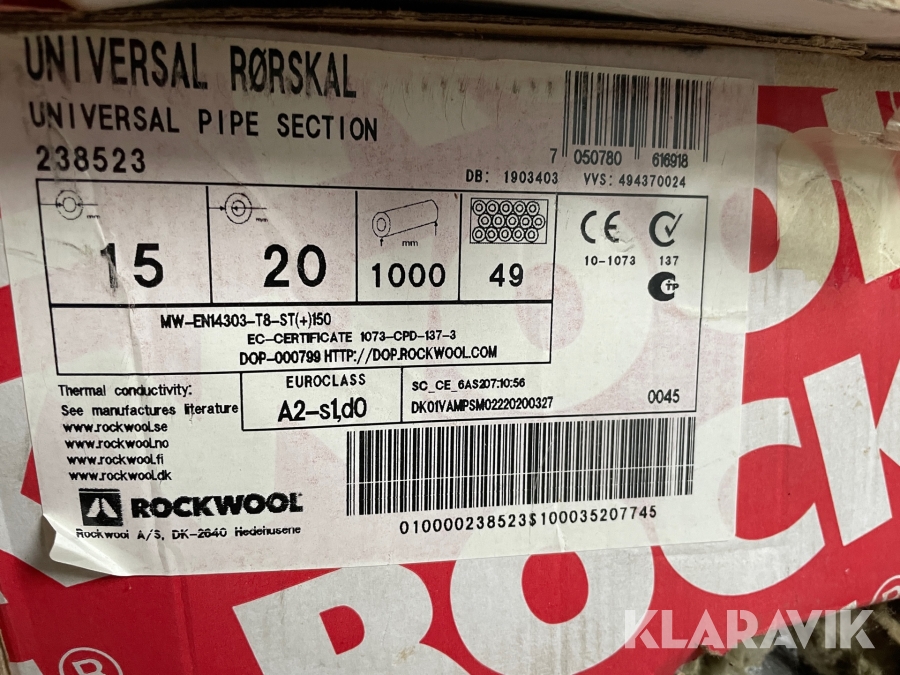 UNIVERSAL RØRSKAL
UNIVERSAL PIPE SECTION
238523
7 050780 616918
DB: 1903403 VVS: 494370024
mm mm mm
15 20 1000 49
CE
10-1073 137
TP
MW-EN14303-T8-ST(+)150
EC-CERTIFICATE 1073-CPD-137-3
DOP-000799 HTTP://DOP.ROCKWOOL.COM
Thermal conductivity:
See manufactures literature
www.rockwool.se
www.rockwool.no
www.rockwool.fi
www.rockwool.dk
EUROCLASS
A2-s1,d0
SC_CE_6AS207:10:56
DK01VAMPSM02220200327
0045
ROCKWOOL
Rockwool A/S, DK-2640 Hedehusene
010000238523$100035207745
ROCK
KLARAVIK